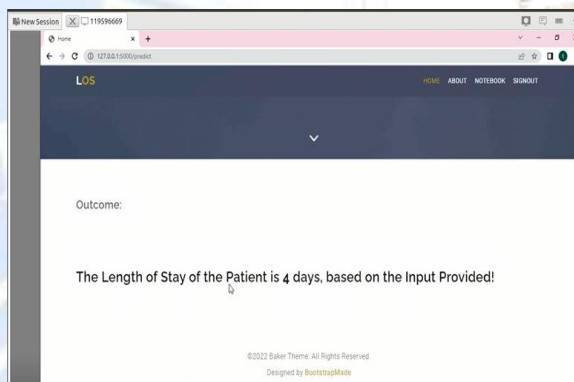 New Session
119596669
Home
127.0.0.1:5000/predict
LOS
HOME ABOUT NOTEBOOK SIGNOUT
Outcome:
The Length of Stay of the Patient is 4 days, based on the Input Provided!
©2022 Baker Theme. All Rights Reserved.
Designed by BootstrapMade